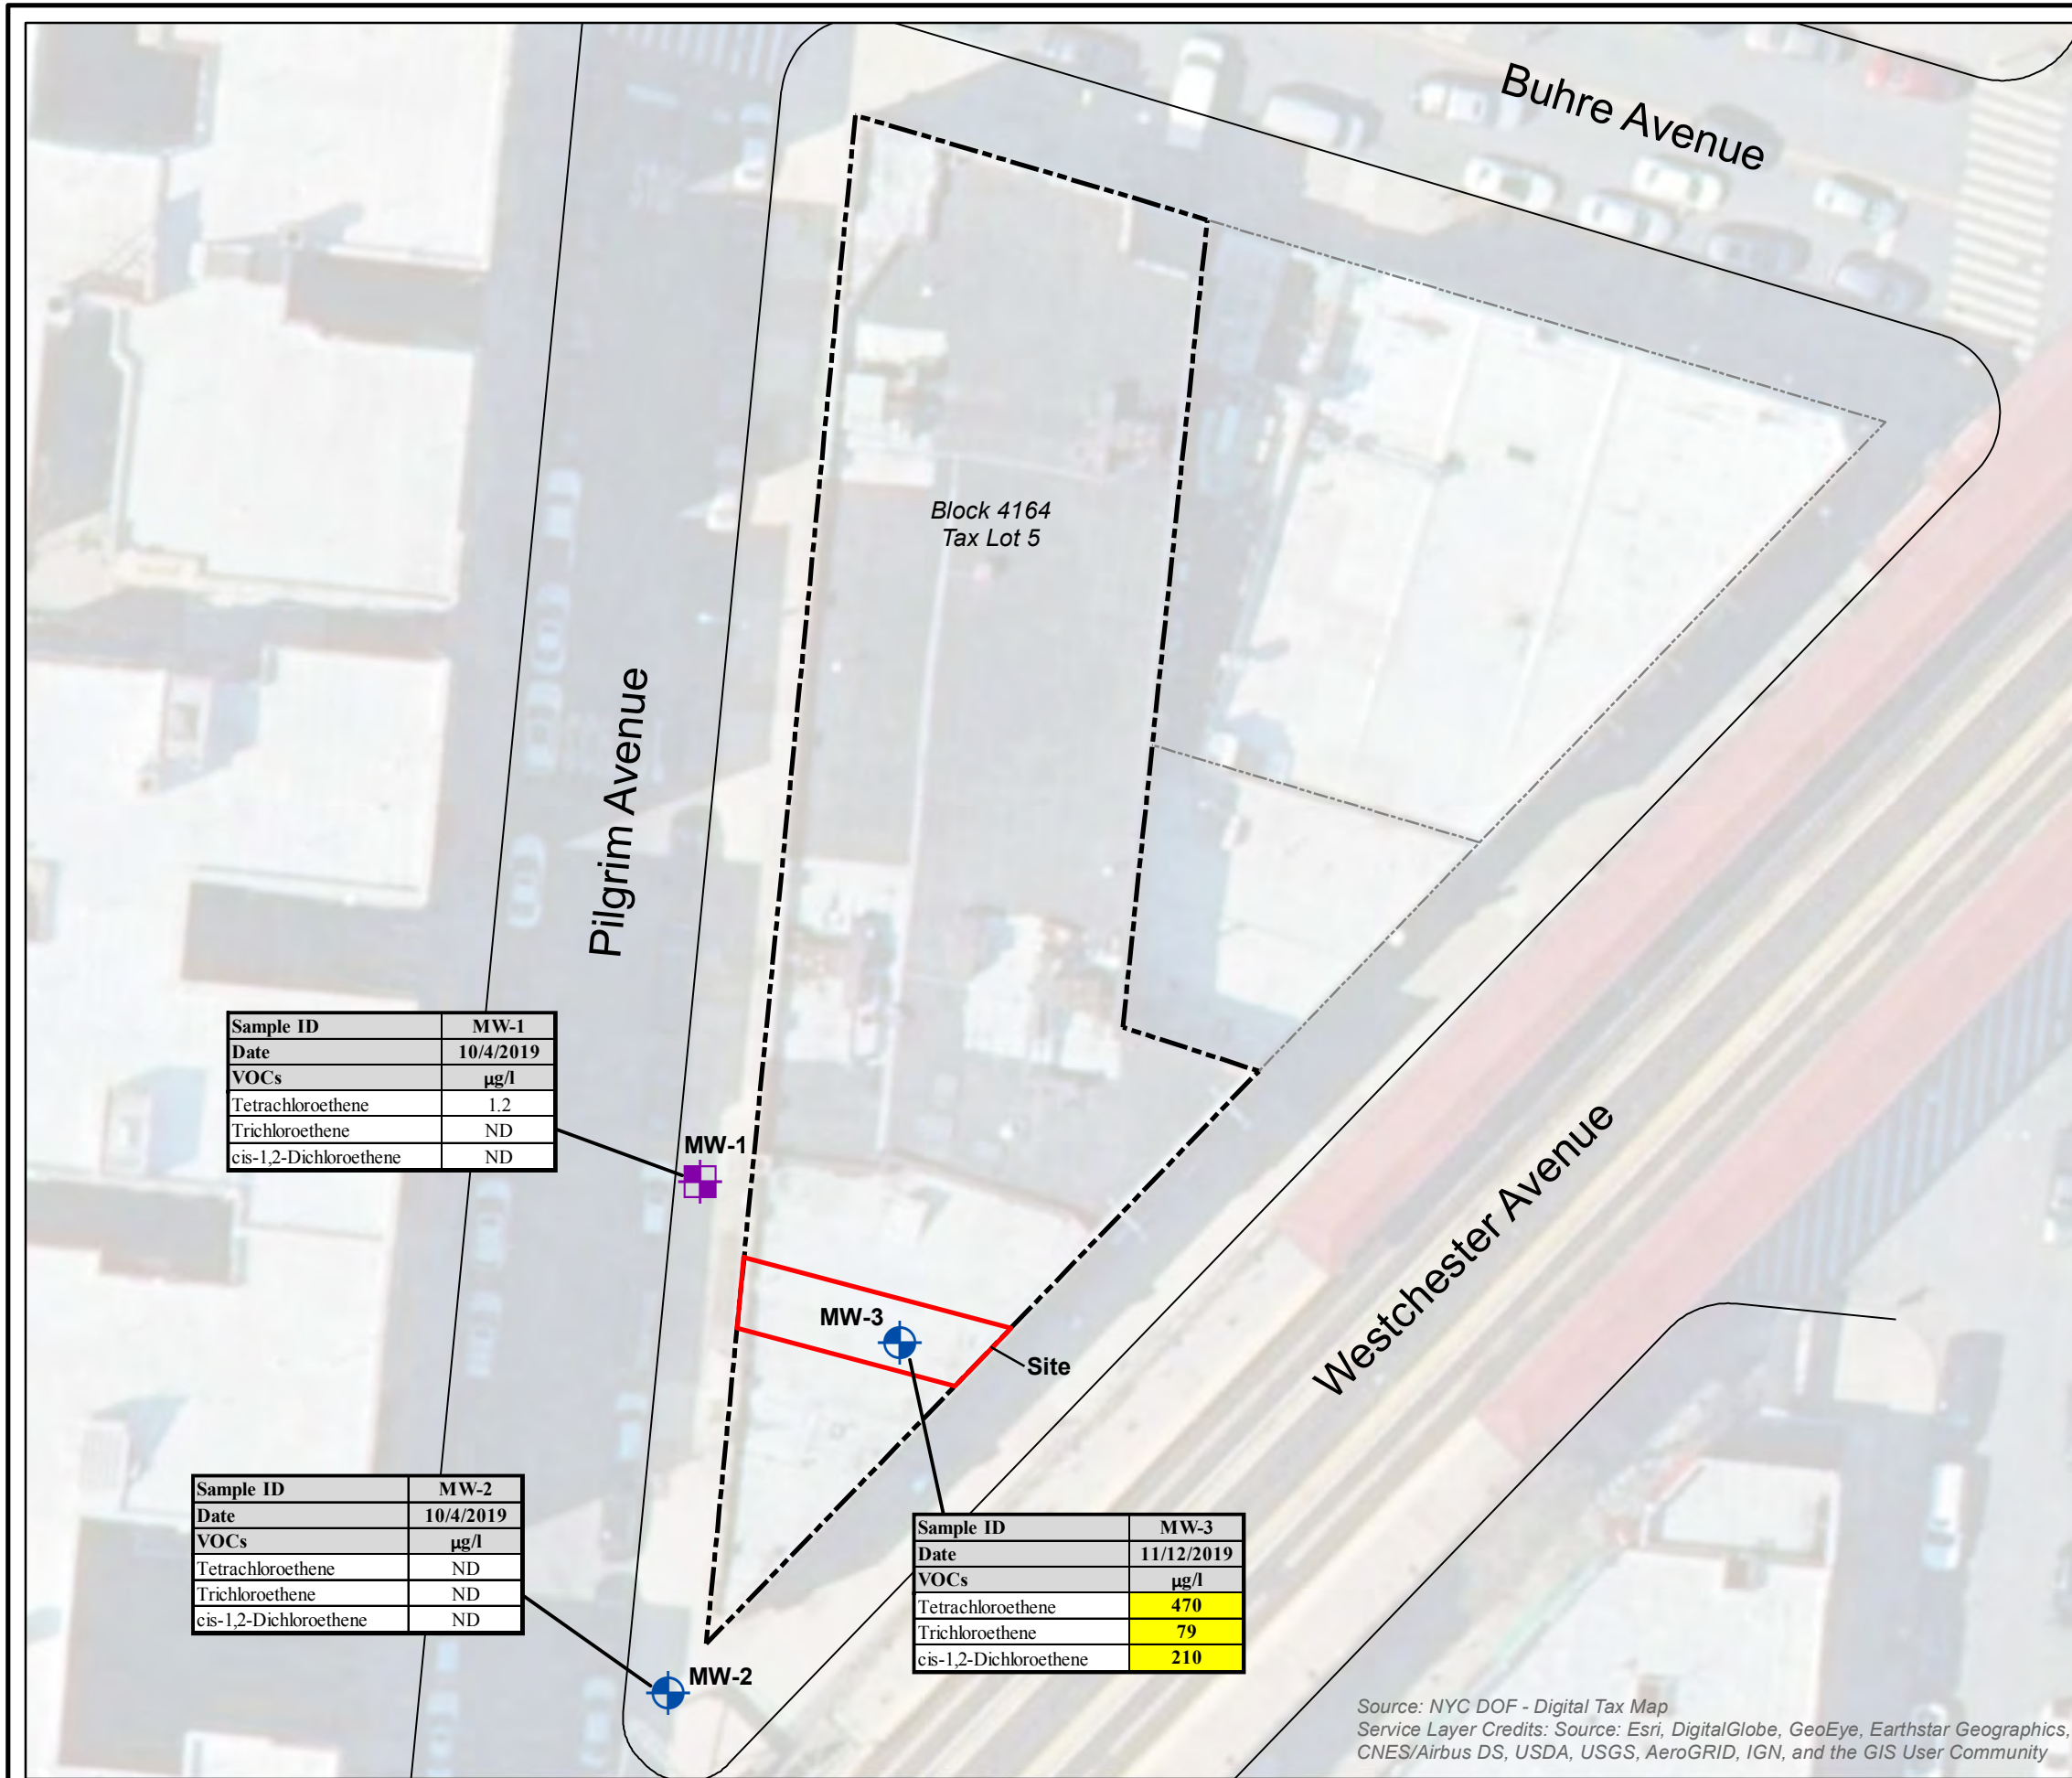 Buhre Avenue
Block 4164
Tax Lot 5
Pilgrim Avenue
Sample ID MW-1
Date 10/4/2019
VOCs µg/l
Tetrachloroethene 1.2
Trichloroethene ND
cis-1,2-Dichloroethene ND
MW-1
Westchester Avenue
MW-3
Site
Sample ID MW-2
Date 10/4/2019
VOCs µg/l
Tetrachloroethene ND
Trichloroethene ND
cis-1,2-Dichloroethene ND
MW-2
Sample ID MW-3
Date 11/12/2019
VOCs µg/l
Tetrachloroethene 470
Trichloroethene 79
cis-1,2-Dichloroethene 210
Source: NYC DOF - Digital Tax Map
Service Layer Credits: Source: Esri, DigitalGlobe, GeoEye, Earthstar Geographics,
CNES/Airbus DS, USDA, USGS, AeroGRID, IGN, and the GIS User Community